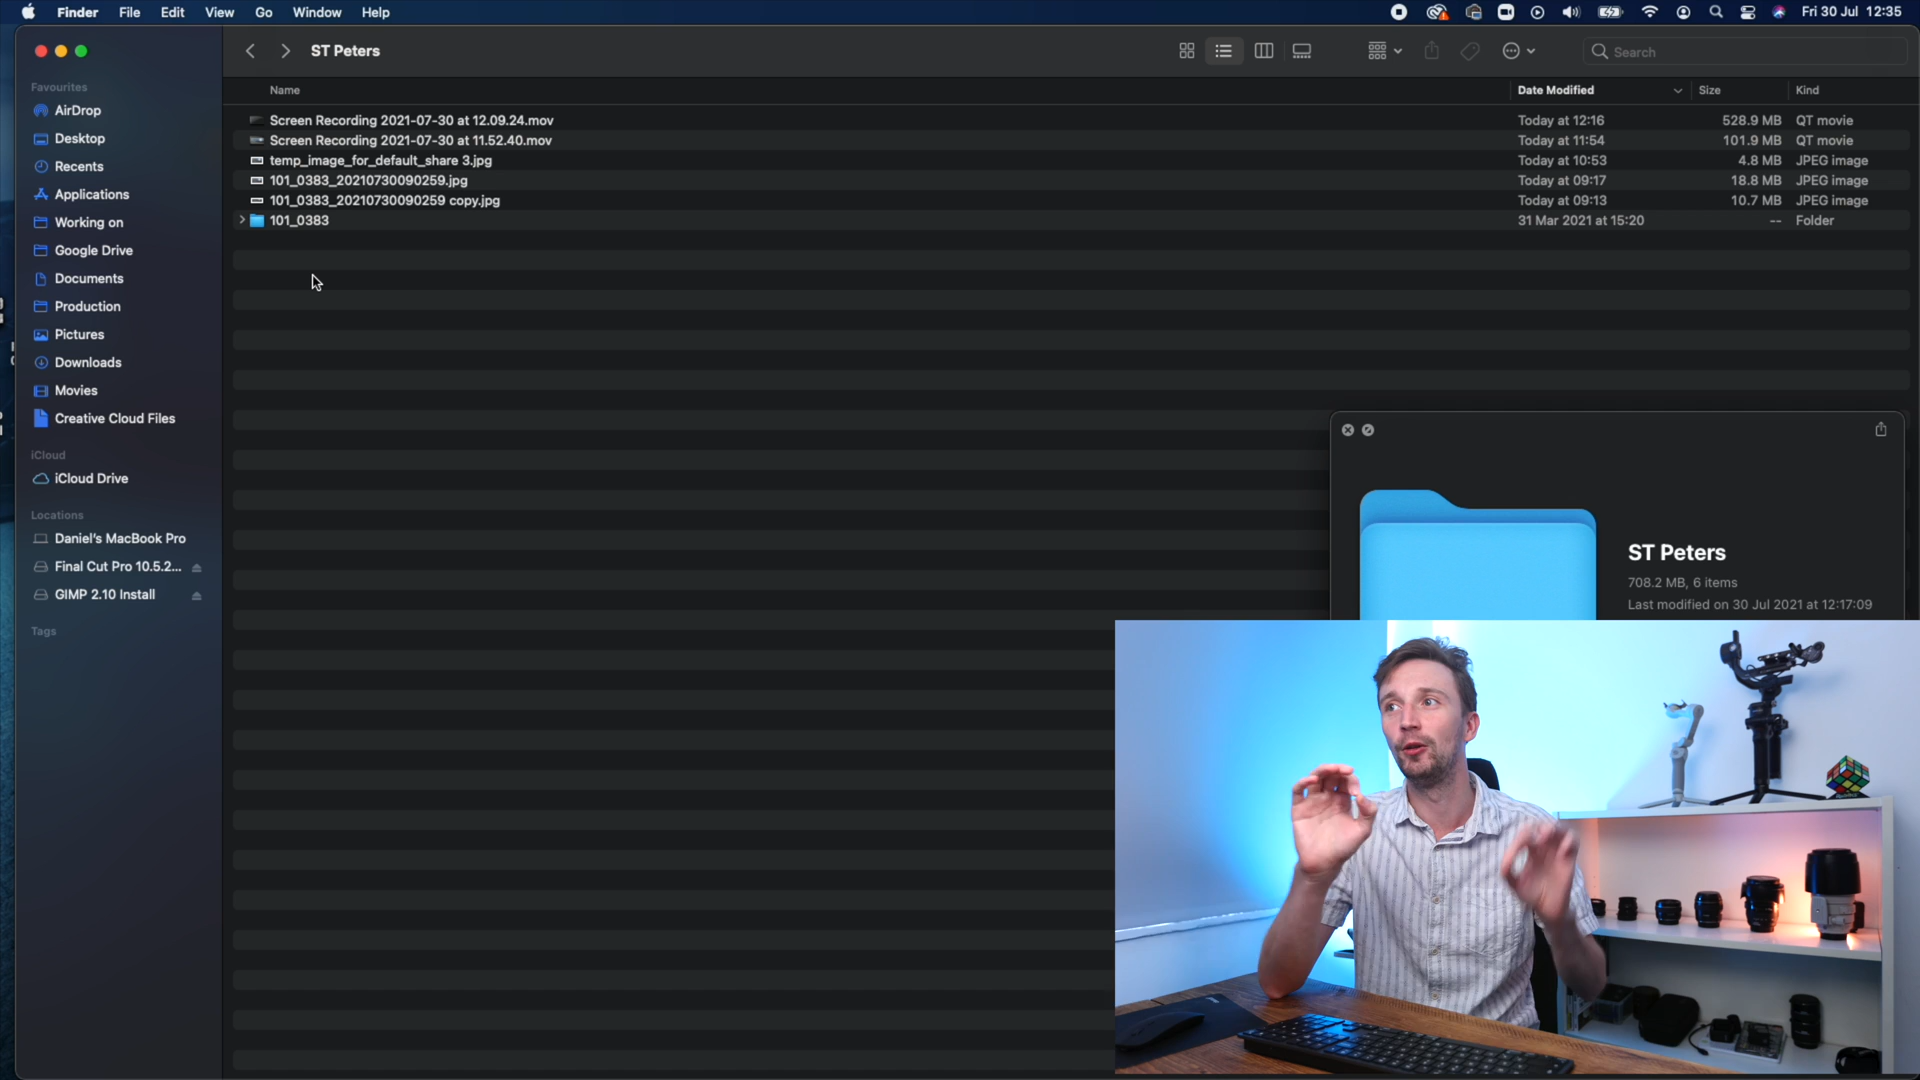 Finder File Edit View Go Window Help
Fri 30 Jul 12:35
ST Peters
Search
Favourites
AirDrop
Desktop
Recents
Applications
Working on
Google Drive
Documents
Production
Pictures
Downloads
Movies
Creative Cloud Files
iCloud
iCloud Drive
Locations
Daniel's MacBook Pro
Final Cut Pro 10.5.2...
GIMP 2.10 Install
Tags
Name Date Modified Size Kind
Screen Recording 2021-07-30 at 12.09.24.mov Today at 12:16 528.9 MB QT movie
Screen Recording 2021-07-30 at 11.52.40.mov Today at 11:54 101.9 MB QT movie
temp_image_for_default_share 3.jpg Today at 10:53 4.8 MB JPEG image
101_0383_20210730090259.jpg Today at 09:17 18.8 MB JPEG image
101_0383_20210730090259 copy.jpg Today at 09:13 10.7 MB JPEG image
101_0383 31 Mar 2021 at 15:20 -- Folder
ST Peters
708.2 MB, 6 items
Last modified on 30 Jul 2021 at 12:17:09